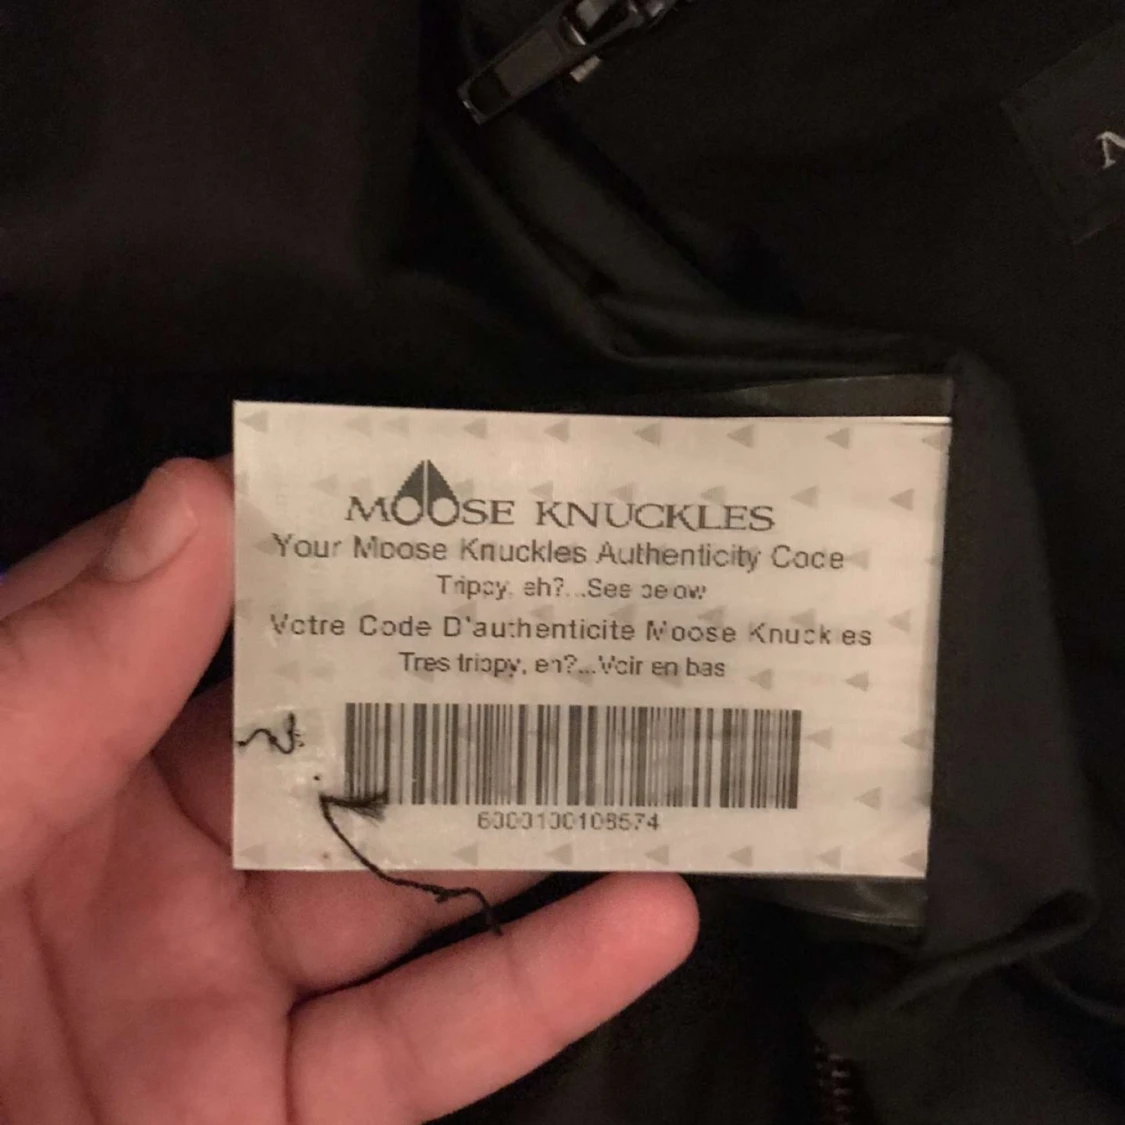 MOOSE KNUCKLES
Your Moose Knuckles Authenticity Code
Trippy, eh?...See below
Votre Code D'authenticite Moose Knuckles
Tres trippy, eh?...Voir en bas
6000100108574